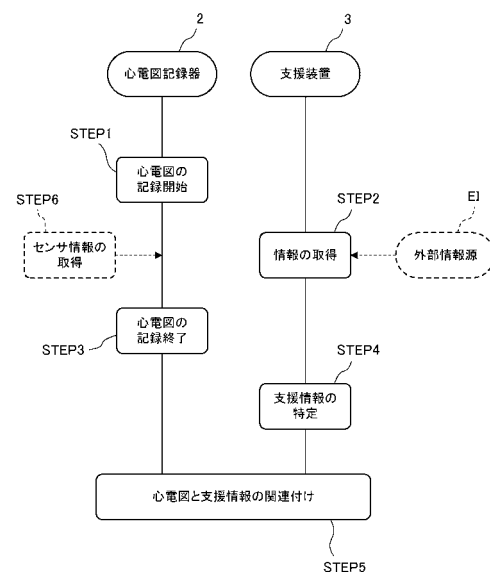 2
3
心電図記録器
支援装置
STEP1
心電図の
記録開始
STEP6
STEP2
EI
センサ情報の
取得
情報の取得
外部情報源
心電図の
記録終了
STEP3
STEP4
支援情報の
特定
心電図と支援情報の関連付け
STEP5